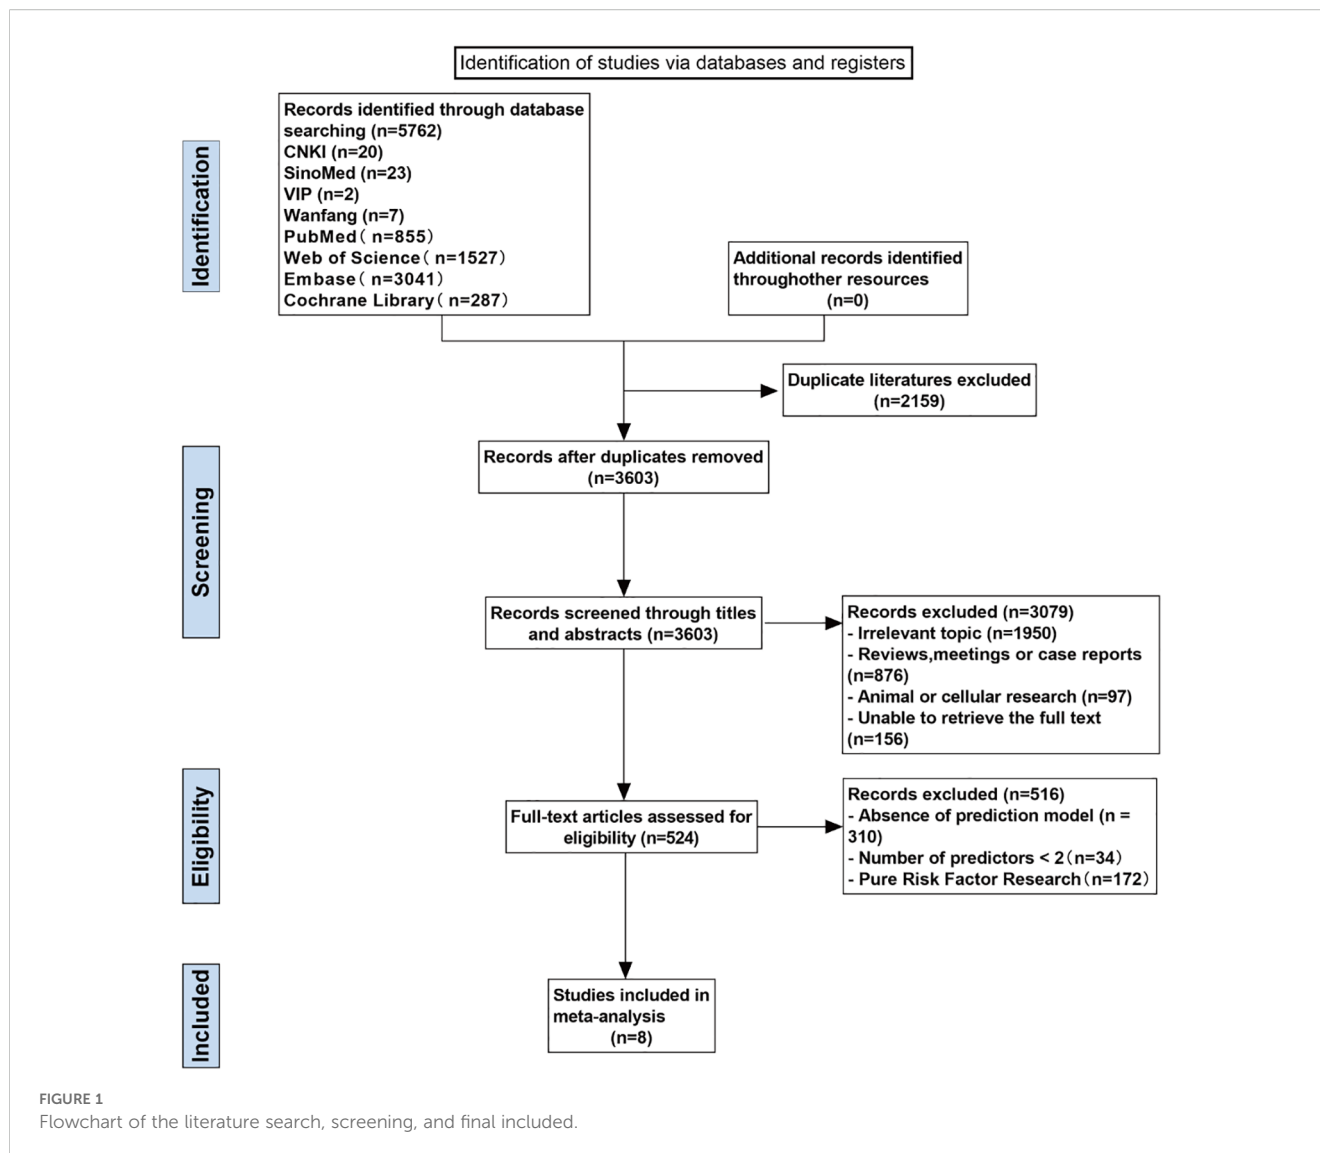 Identification of studies via databases and registers
Identification
Records identified through database
searching (n=5762)
CNKI (n=20)
SinoMed (n=23)
VIP (n=2)
Wanfang (n=7)
PubMed( n=855)
Web of Science( n=1527)
Embase( n=3041)
Cochrane Library( n=287)
Additional records identified
throughother resources
(n=0)
Duplicate literatures excluded
(n=2159)
Screening
Records after duplicates removed
(n=3603)
Records screened through titles
and abstracts (n=3603)
Records excluded (n=3079)
- Irrelevant topic (n=1950)
- Reviews,meetings or case reports
(n=876)
- Animal or cellular research (n=97)
- Unable to retrieve the full text
(n=156)
Eligibility
Full-text articles assessed for
eligibility (n=524)
Records excluded (n=516)
- Absence of prediction model (n =
310)
- Number of predictors < 2(n=34)
- Pure Risk Factor Research(n=172)
Included
Studies included in
meta-analysis
(n=8)
FIGURE 1
Flowchart of the literature search, screening, and final included.